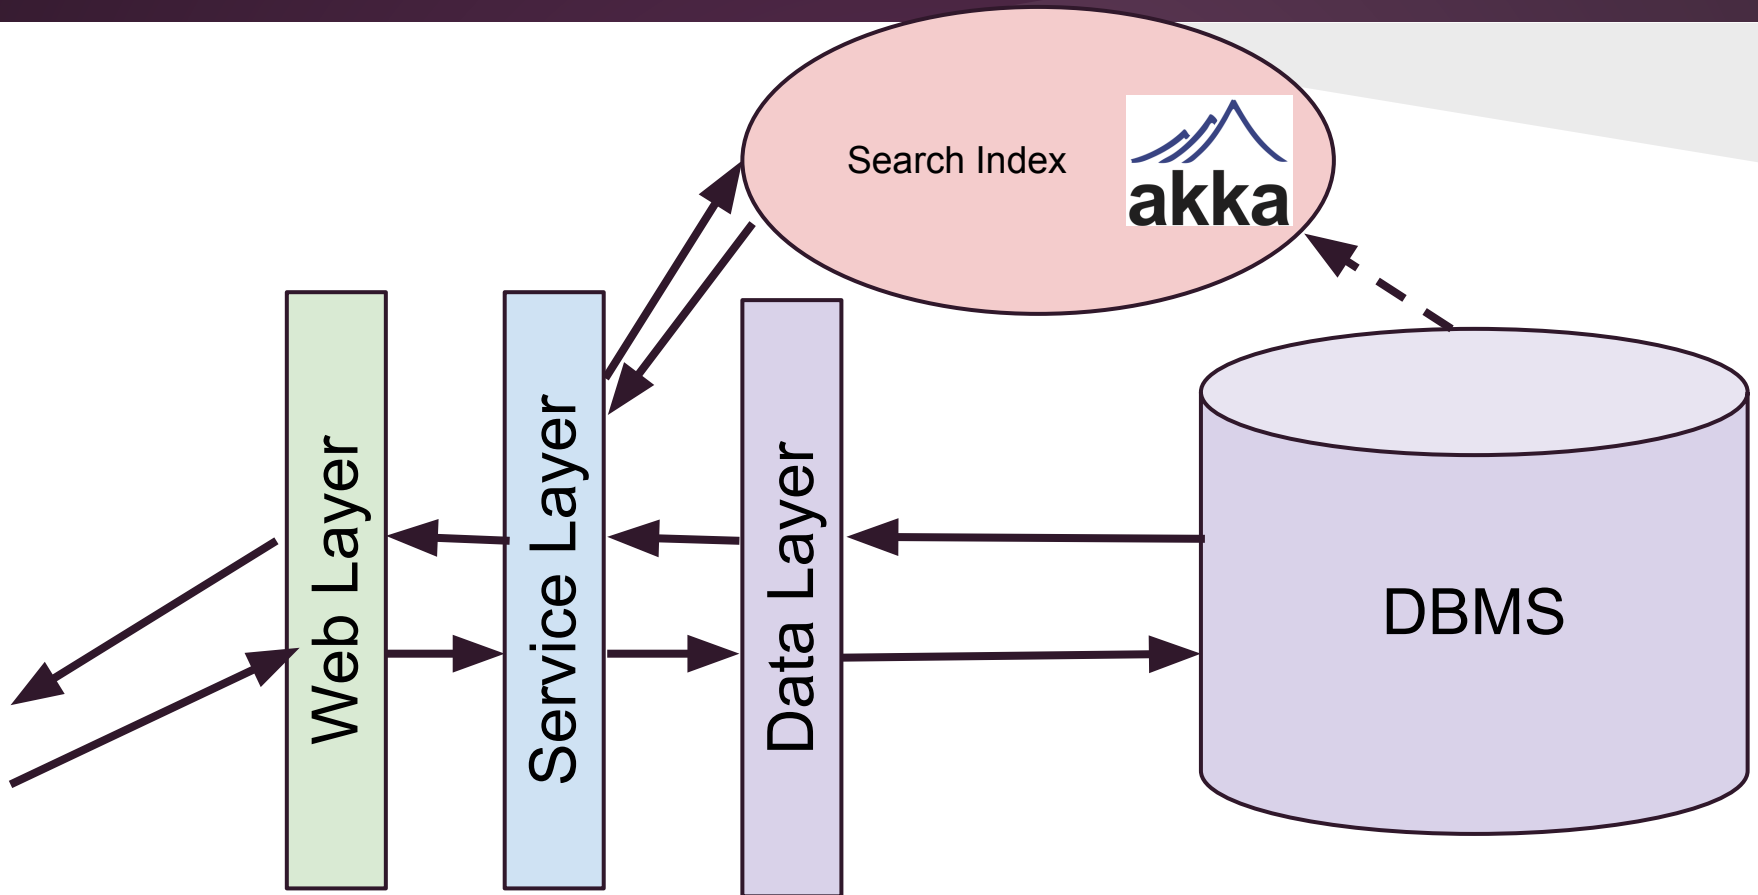 Search Index
akka
Web Layer
Service Layer
Data Layer
DBMS